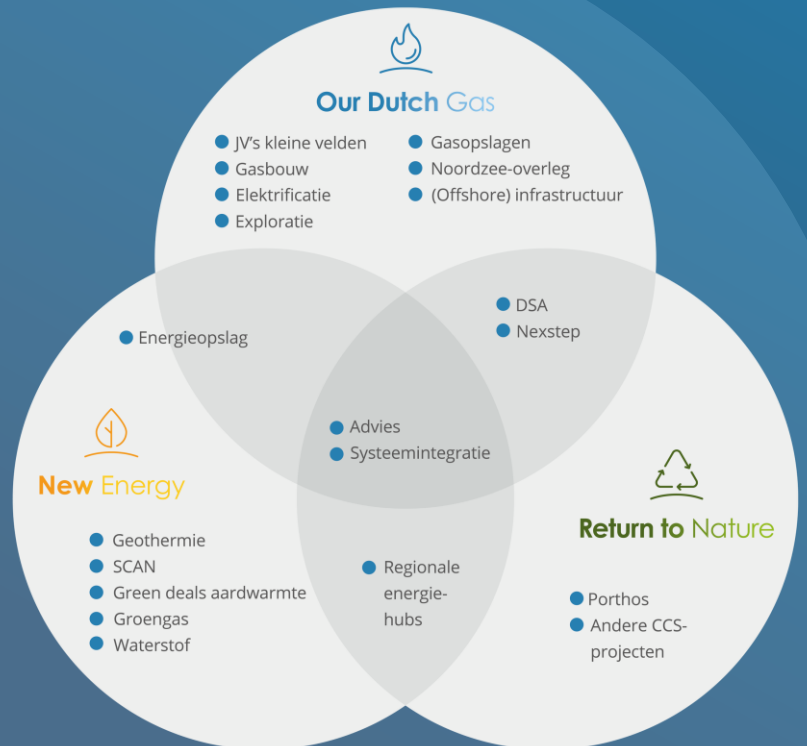 Our Dutch Gas
JV's kleine velden
Gasbouw
Elektrificatie
Exploratie
Gasopslagen
Noordzee-overleg
(Offshore) infrastructuur
Energieopslag
DSA
Nexstep
Advies
Systeemintegratie
New Energy
Geothermie
SCAN
Green deals aardwarmte
Groengas
Waterstof
Regionale
energie-
hubs
Return to Nature
Porthos
Andere CCS-
projecten